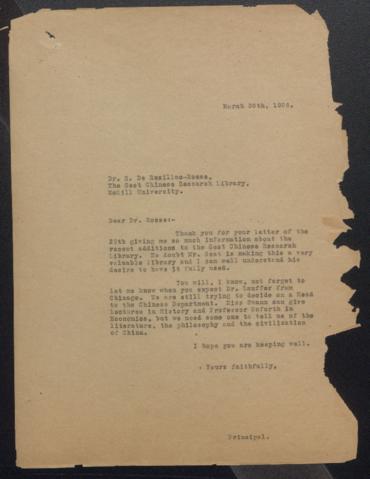 March 30th, 1926.
Dr. R. De Resillac-Roese,
The Gest Chinese Research Library,
McGill University.
Dear Dr. Roese:-
Thank you for your letter of the
29th giving me so much information about the
recent additions to the Gest Chinese Research
Library. No doubt Mr. Gest is making this a very
valuable library and I can well understand his
desire to have it fully used.
You will, I know, not forget to
let me know when you expect Dr. Laufer from
Chicago. We are still trying to decide on a Head
to the Chinese Department. Miss Swann can give
lectures in History and Professor Danforth in
Economics, but we need some one to tell us of the
literature, the philosophy and the civilization
of China.
I hope you are keeping well.
Yours faithfully,
Principal.